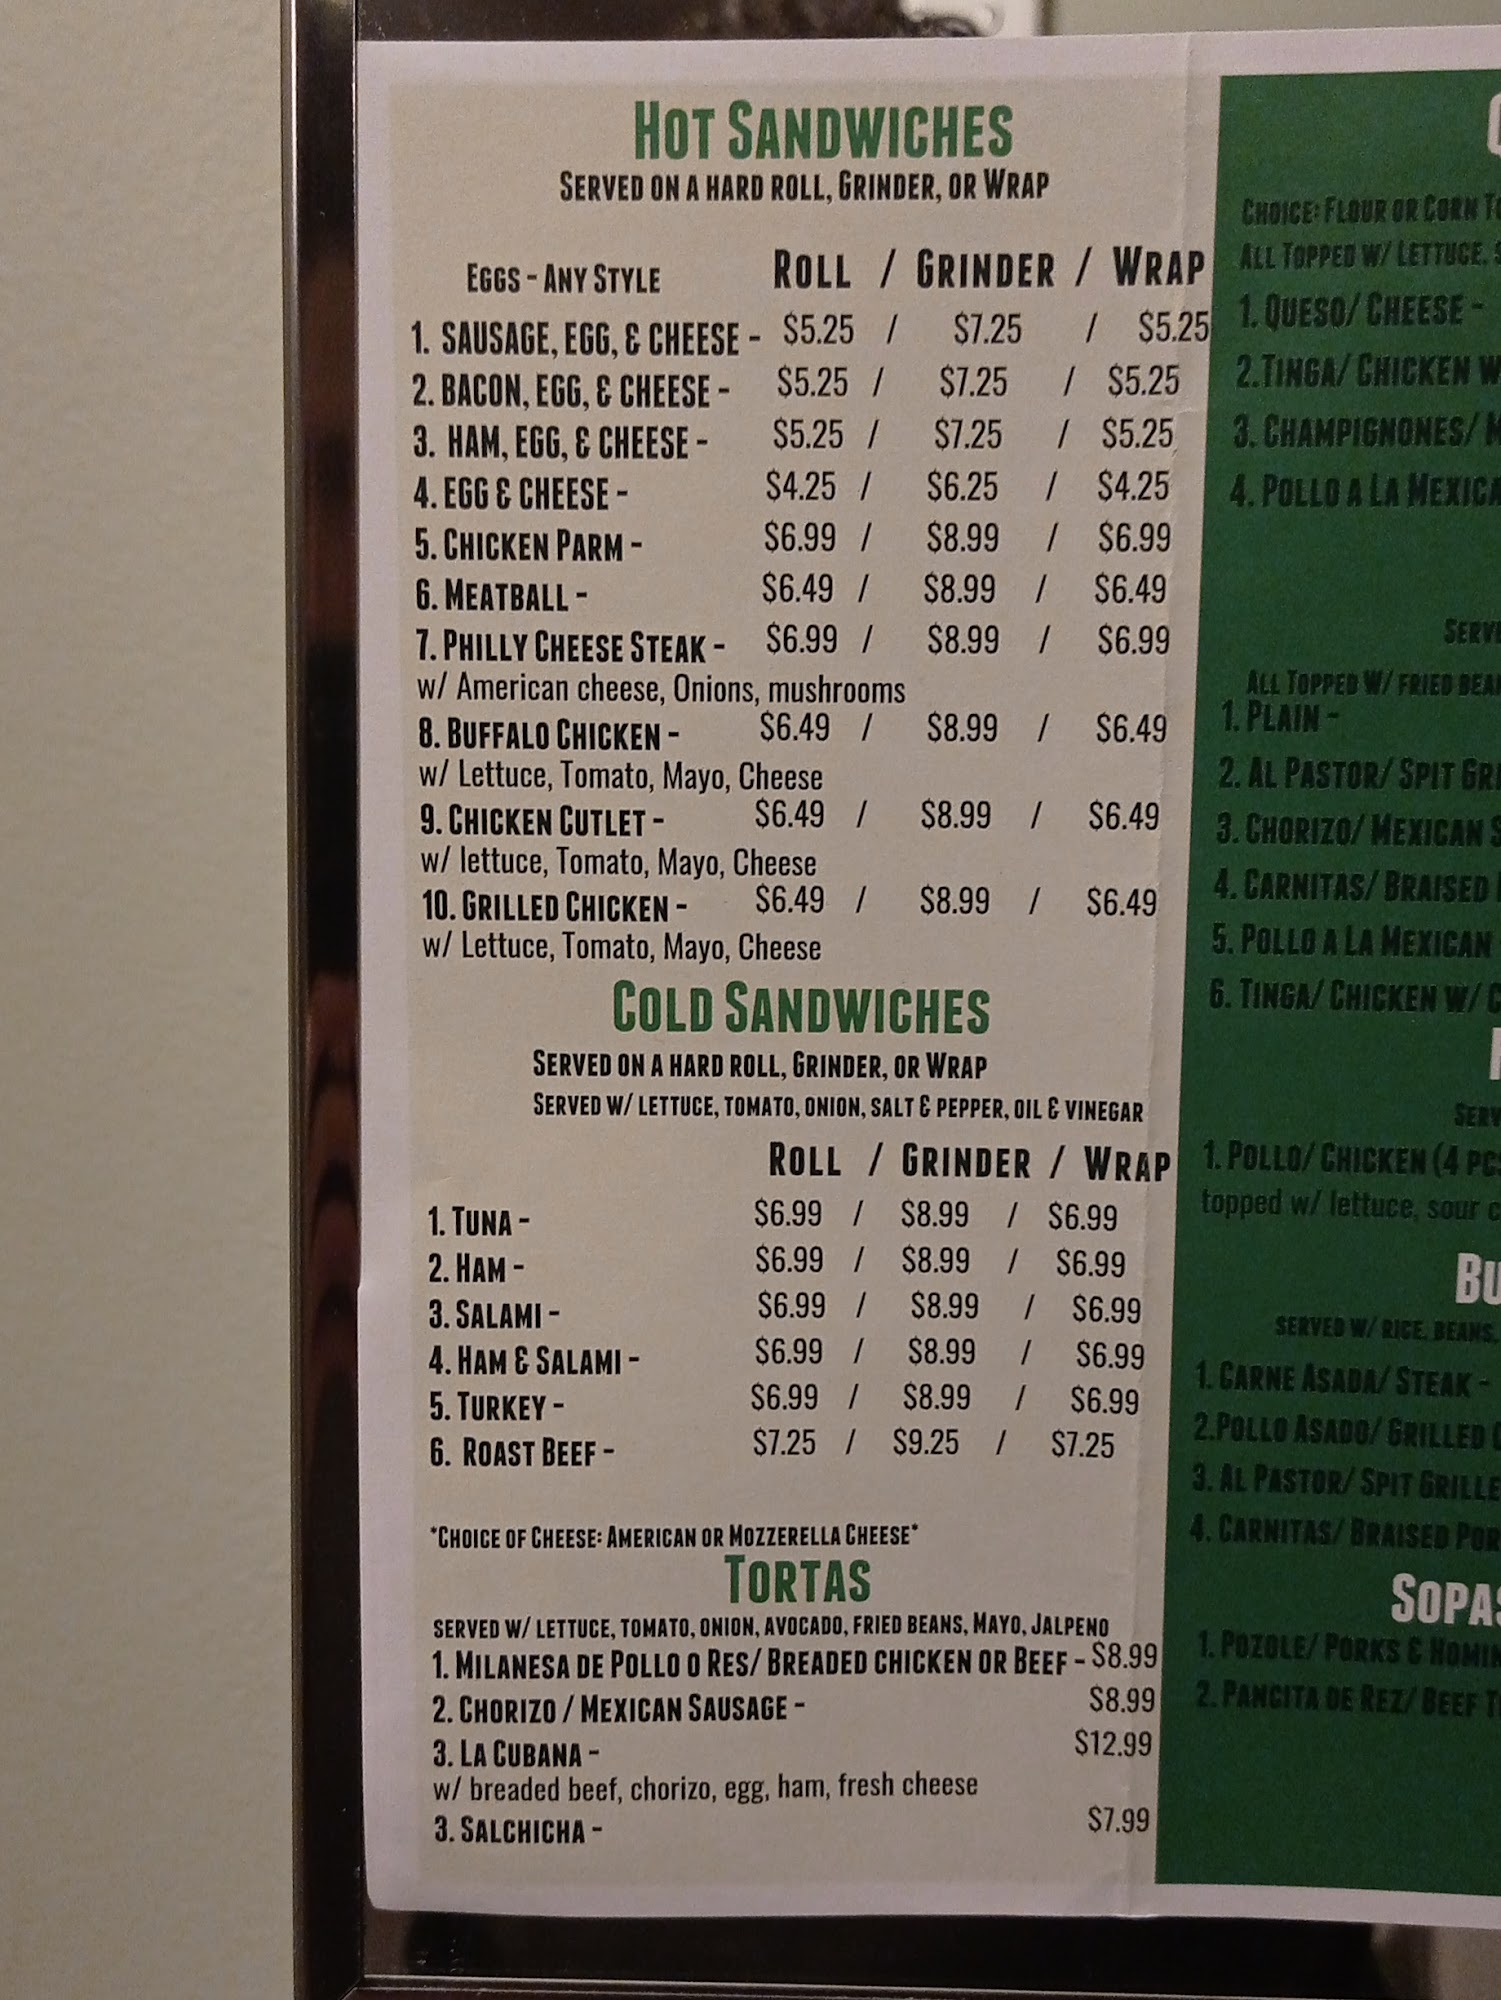 HOT SANDWICHES
SERVED ON A HARD ROLL, GRINDER, OR WRAP
EGGS - ANY STYLE ROLL / GRINDER / WRAP
1. SAUSAGE, EGG, & CHEESE - $5.25 / $7.25 / $5.25
2. BACON, EGG, & CHEESE - $5.25 / $7.25 / $5.25
3. HAM, EGG, & CHEESE - $5.25 / $7.25 / $5.25
4. EGG & CHEESE - $4.25 / $6.25 / $4.25
5. CHICKEN PARM - $6.99 / $8.99 / $6.99
6. MEATBALL - $6.49 / $8.99 / $6.49
7. PHILLY CHEESE STEAK - $6.99 / $8.99 / $6.99
w/ American cheese, Onions, mushrooms
8. BUFFALO CHICKEN - $6.49 / $8.99 / $6.49
w/ Lettuce, Tomato, Mayo, Cheese
9. CHICKEN CUTLET - $6.49 / $8.99 / $6.49
w/ lettuce, Tomato, Mayo, Cheese
10. GRILLED CHICKEN - $6.49 / $8.99 / $6.49
w/ Lettuce, Tomato, Mayo, Cheese
COLD SANDWICHES
SERVED ON A HARD ROLL, GRINDER, OR WRAP
SERVED W/ LETTUCE, TOMATO, ONION, SALT & PEPPER, OIL & VINEGAR
ROLL / GRINDER / WRAP
1. TUNA - $6.99 / $8.99 / $6.99
2. HAM - $6.99 / $8.99 / $6.99
3. SALAMI - $6.99 / $8.99 / $6.99
4. HAM & SALAMI - $6.99 / $8.99 / $6.99
5. TURKEY - $6.99 / $8.99 / $6.99
6. ROAST BEEF - $7.25 / $9.25 / $7.25
*CHOICE OF CHEESE: AMERICAN OR MOZZERELLA CHEESE*
TORTAS
SERVED W/ LETTUCE, TOMATO, ONION, AVOCADO, FRIED BEANS, MAYO, JALPENO
1. MILANESA DE POLLO O RES/ BREADED CHICKEN OR BEEF - $8.99
2. CHORIZO / MEXICAN SAUSAGE - $8.99
3. LA CUBANA - $12.99
w/ breaded beef, chorizo, egg, ham, fresh cheese
3. SALCHICHA - $7.99
CHOICE: FLOUR OR CORN
ALL TOPPED W/ LETTUCE,
1. QUESO/ CHEESE -
2.TINGA/ CHICKEN
3. CHAMPIGNONES/
4. POLLO A LA
ALL TOPPED W/ FRIED
1. PLAIN -
2. AL PASTOR/ SPIT
3. CHORIZO/ MEXICAN
4. CARNITAS/ BRAISED
5. POLLO A LA MEXICAN
6. TINGA/ CHICKEN W/
1. POLLO/ CHICKEN (4
topped w/ lettuce, sour
SERVED W/ RICE, BEANS,
1. CARNE ASADA/ STEAK -
2.POLLO ASADO/ GRILLED
3. AL PASTOR/ SPIT
4. CARNITAS/ BRAISED
SOPAS
1. POZOLE/ PORKS &
2. PANCITA DE REZ/ BEEF